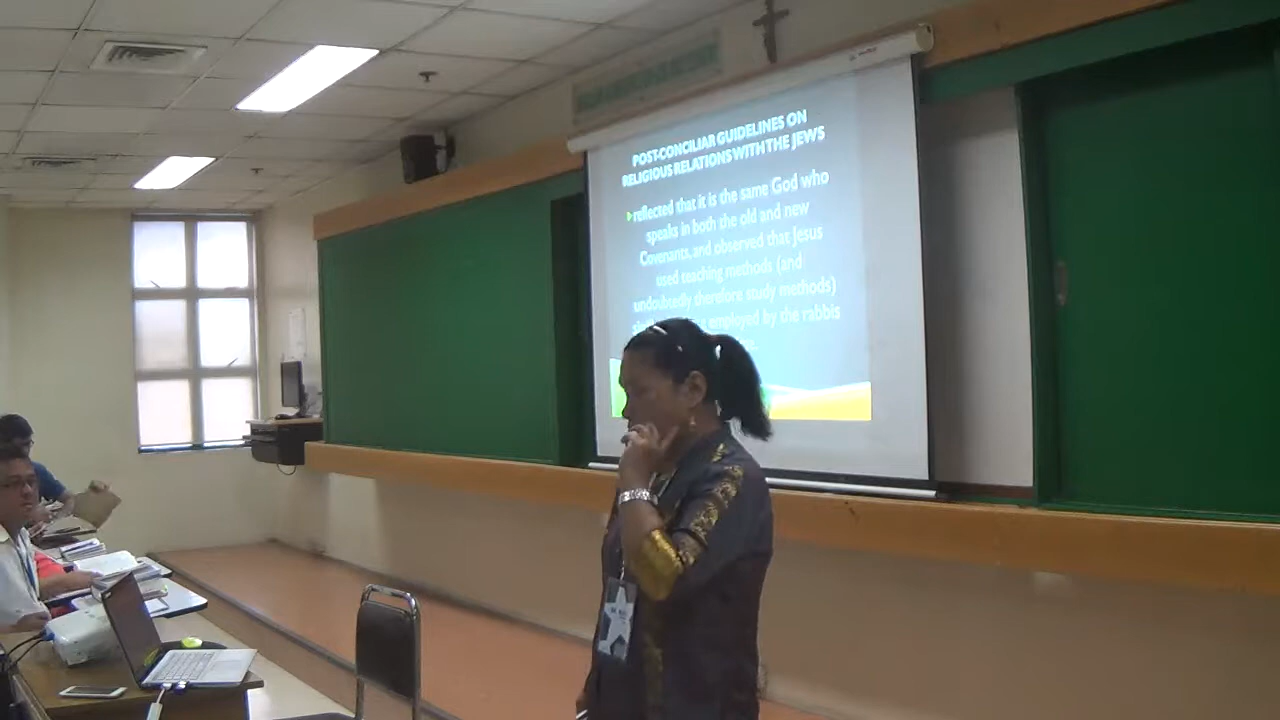 POST-CONCILIAR GUIDELINES ON
RELIGIOUS RELATIONS WITH THE JEWS
reflected that it is the same God who
speaks in both the old and new
Covenants, and observed that Jesus
used teaching methods (and
undoubtedly therefore study methods)
employed by the rabbis